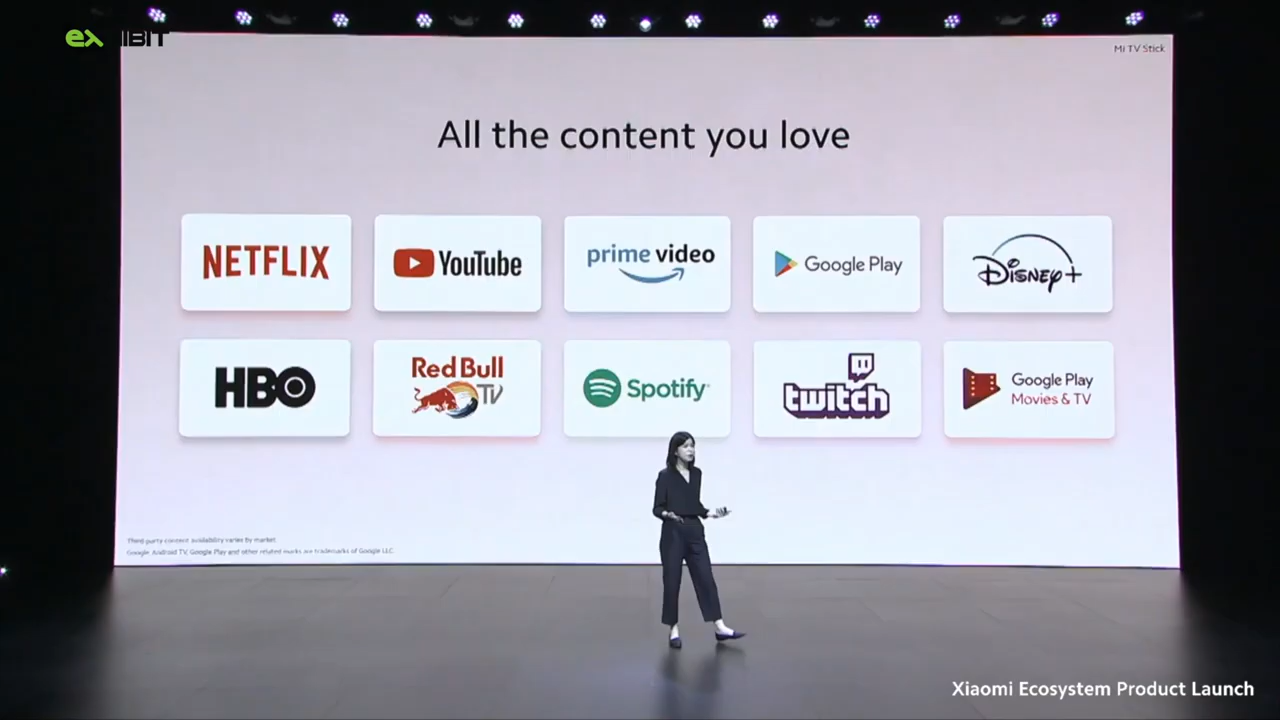 exHIBIT
Mi TV Stick
All the content you love
NETFLIX
YouTube
prime video
Google Play
Disney+
HBO
Red Bull
TV
Spotify
twitch
Google Play
Movies & TV
Third-party content availability varies by market.
Google, Android TV, Google Play and other related marks are trademarks of Google LLC.
Xiaomi Ecosystem Product Launch